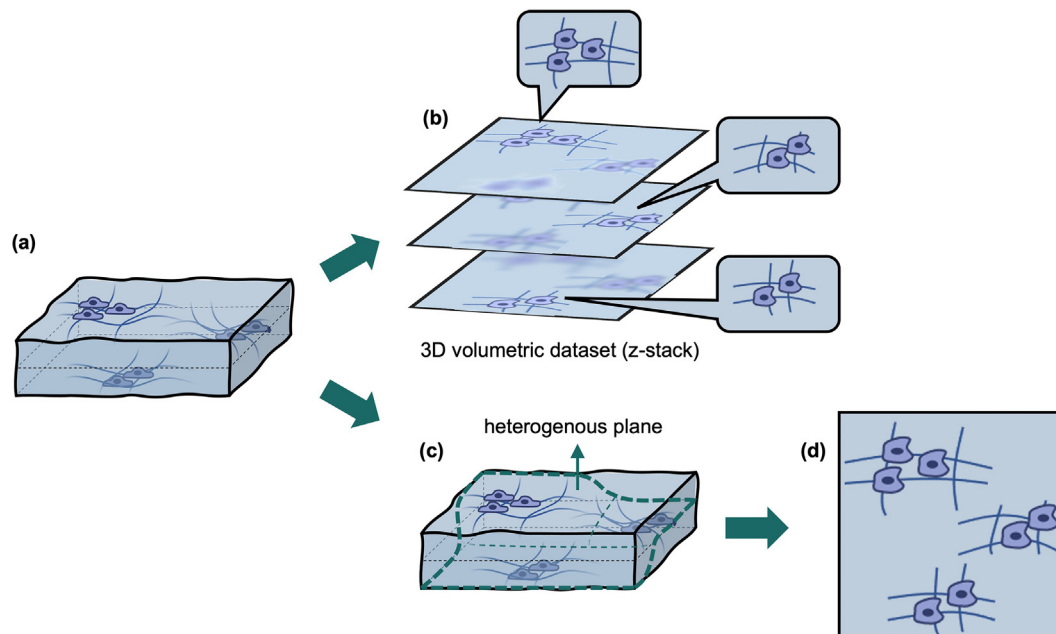 (a)
(b)
3D volumetric dataset (z-stack)
heterogenous plane
(c)
(d)